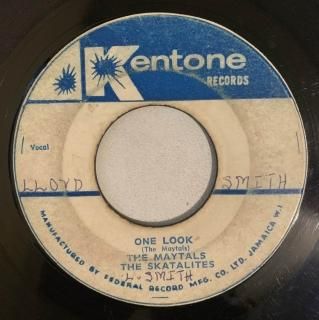 Kentone
RECORDS
Vocal
LLOYD SMITH
ONE LOOK
(The Maytals)
THE MAYTALS
THE SKATALITES
L. SMITH
MANUFACTURED BY FEDERAL RECORD MFG. CO. LTD. JAMAICA W.I